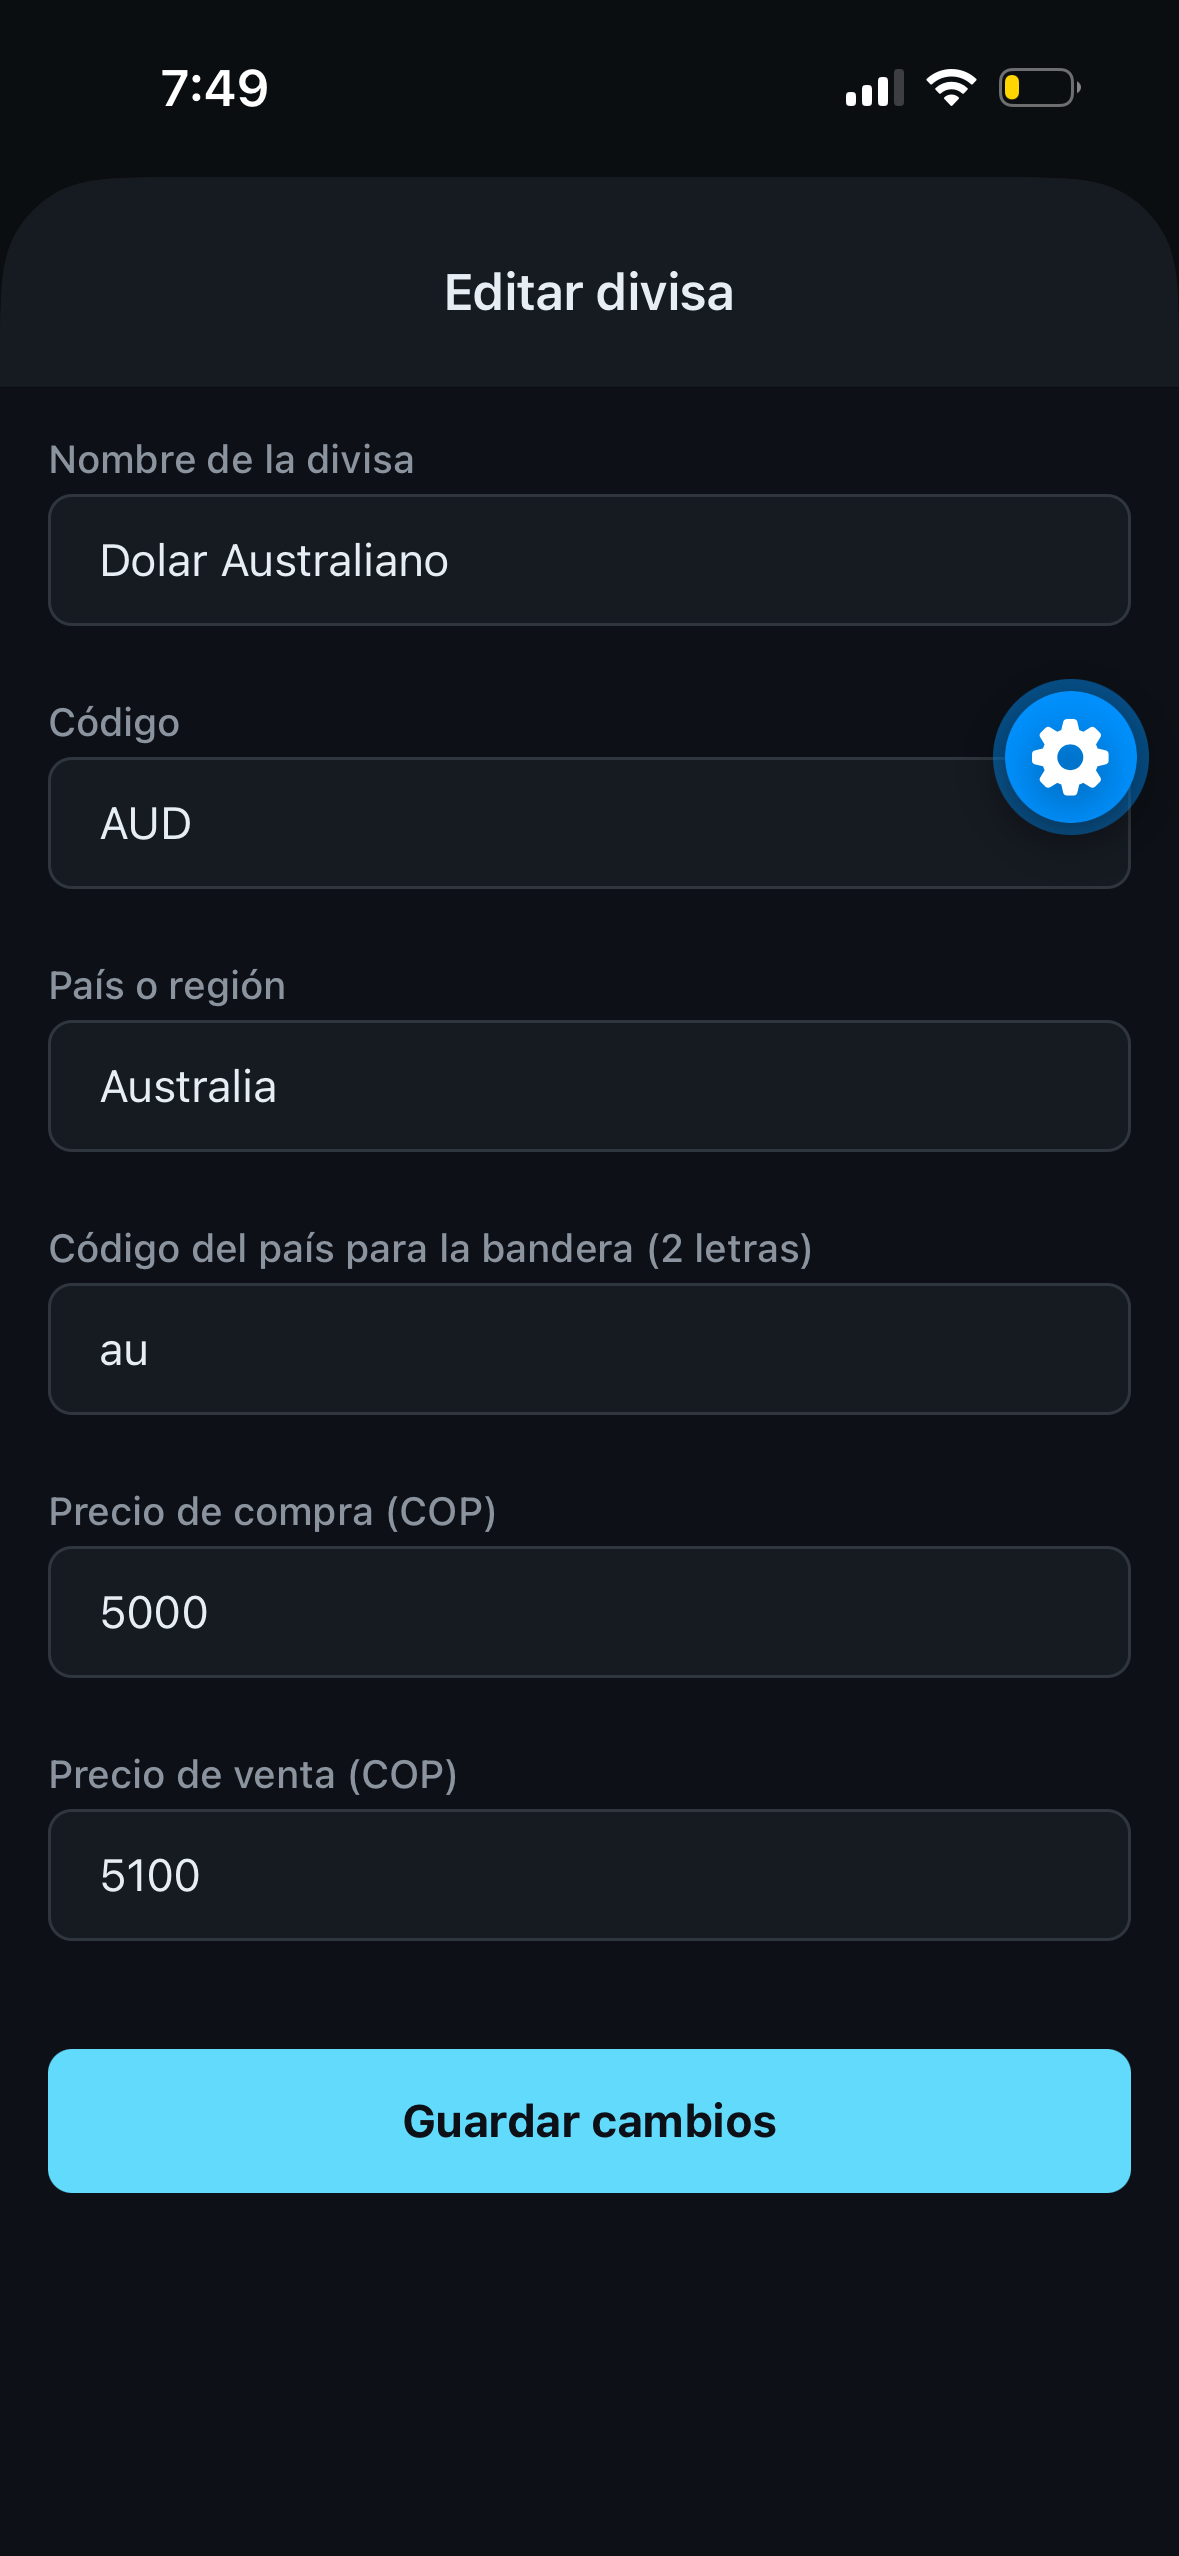 7:49
Editar divisa
Nombre de la divisa
Dolar Australiano
Código
AUD
País o región
Australia
Código del país para la bandera (2 letras)
au
Precio de compra (COP)
5000
Precio de venta (COP)
5100
Guardar cambios